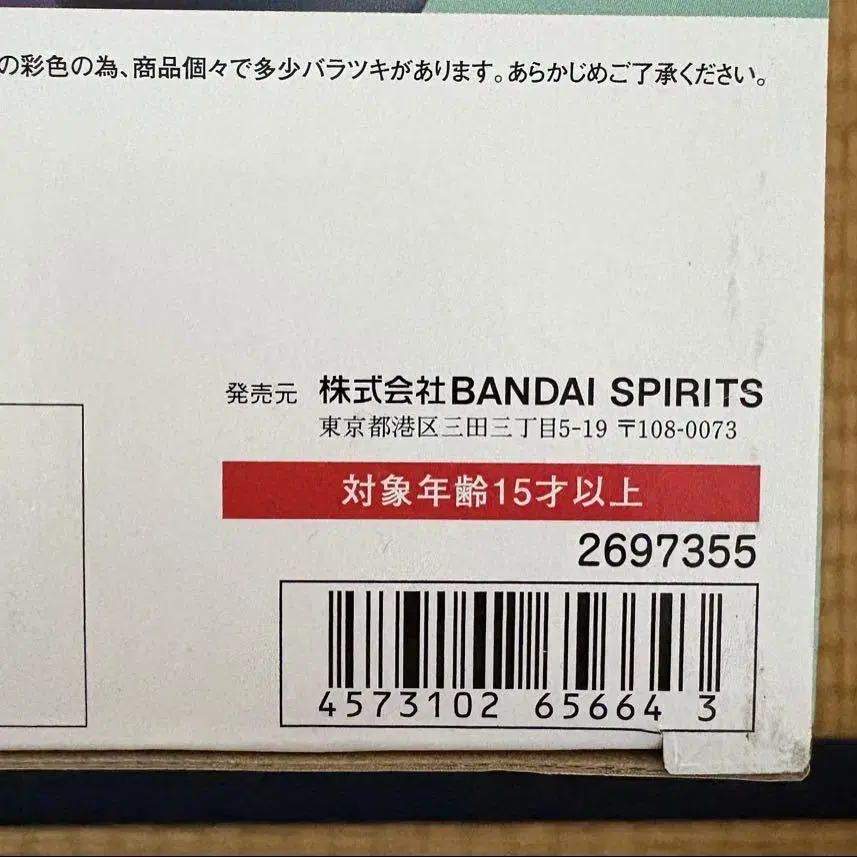 の彩色の為、商品個々で多少バラツキがあります。あらかじめご了承ください。
発売元 株式会社BANDAI SPIRITS
東京都港区三田三丁目5-19 〒108-0073
対象年齢15才以上
2697355
4573102 65664 3